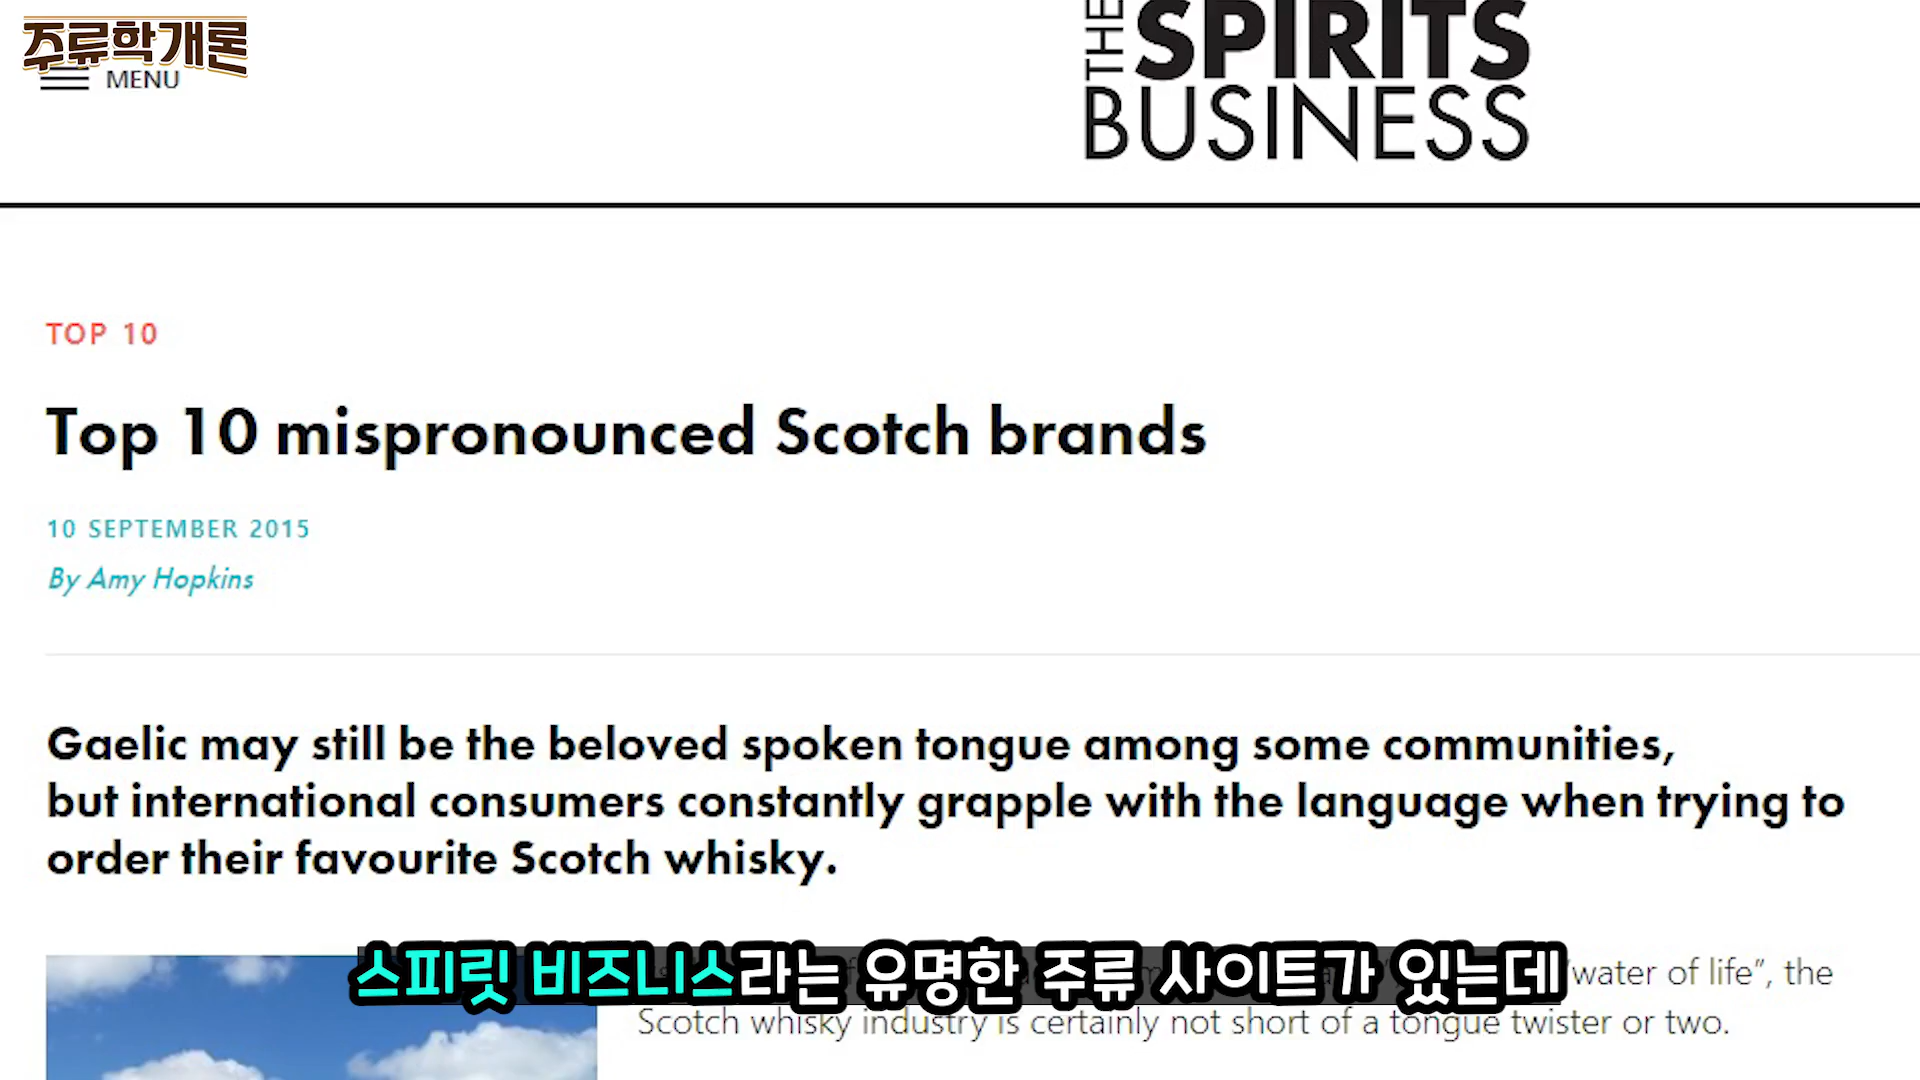 주류학개론
MENU
THE
SPIRITS
BUSINESS
TOP 10
Top 10 mispronounced Scotch brands
10 SEPTEMBER 2015
By Amy Hopkins
Gaelic may still be the beloved spoken tongue among some communities,
but international consumers constantly grapple with the language when trying to
order their favourite Scotch whisky.
"water of life", the
Scotch whisky industry is certainly not short of a tongue twister or two.
스피릿 비즈니스라는 유명한 주류 사이트가 있는데